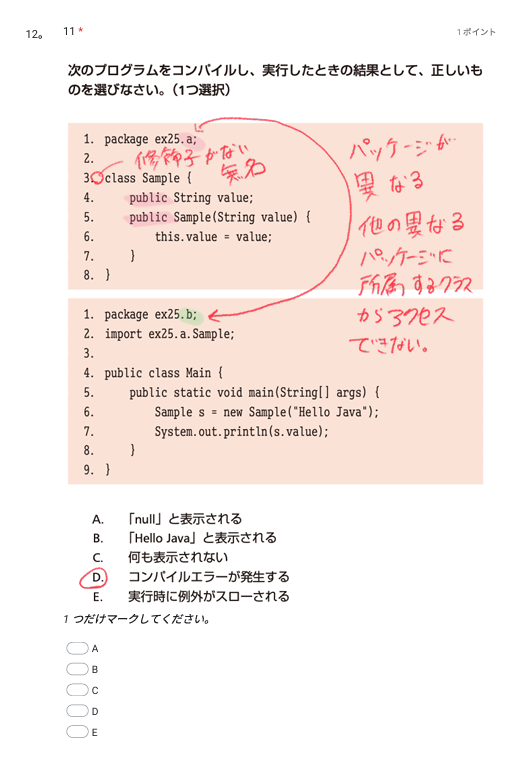 12。 11 * 1 ポイント
次のプログラムをコンパイルし、実行したときの結果として、正しいも
のを選びなさい。（1つ選択）
1. package ex25.a;
2.
3. class Sample {
4. public String value;
5. public Sample(String value) {
6. this.value = value;
7. }
8. }
修飾子がない
無名
パッケージが
異なる
他の異なる
パッケージに
所属するクラス
からアクセス
できない。
1. package ex25.b;
2. import ex25.a.Sample;
3.
4. public class Main {
5. public static void main(String[] args) {
6. Sample s = new Sample("Hello Java");
7. System.out.println(s.value);
8. }
9. }
A. 「null」と表示される
B. 「Hello Java」と表示される
C. 何も表示されない
D. コンパイルエラーが発生する
E. 実行時に例外がスローされる
1 つだけマークしてください。
A
B
C
D
E